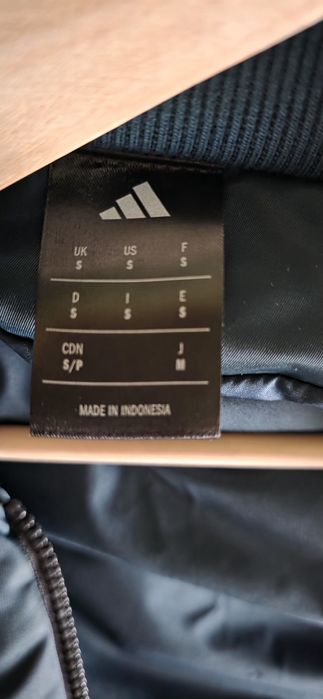 UK US F
S S S
D I E
S S S
CDN J
S/P M
MADE IN INDONESIA